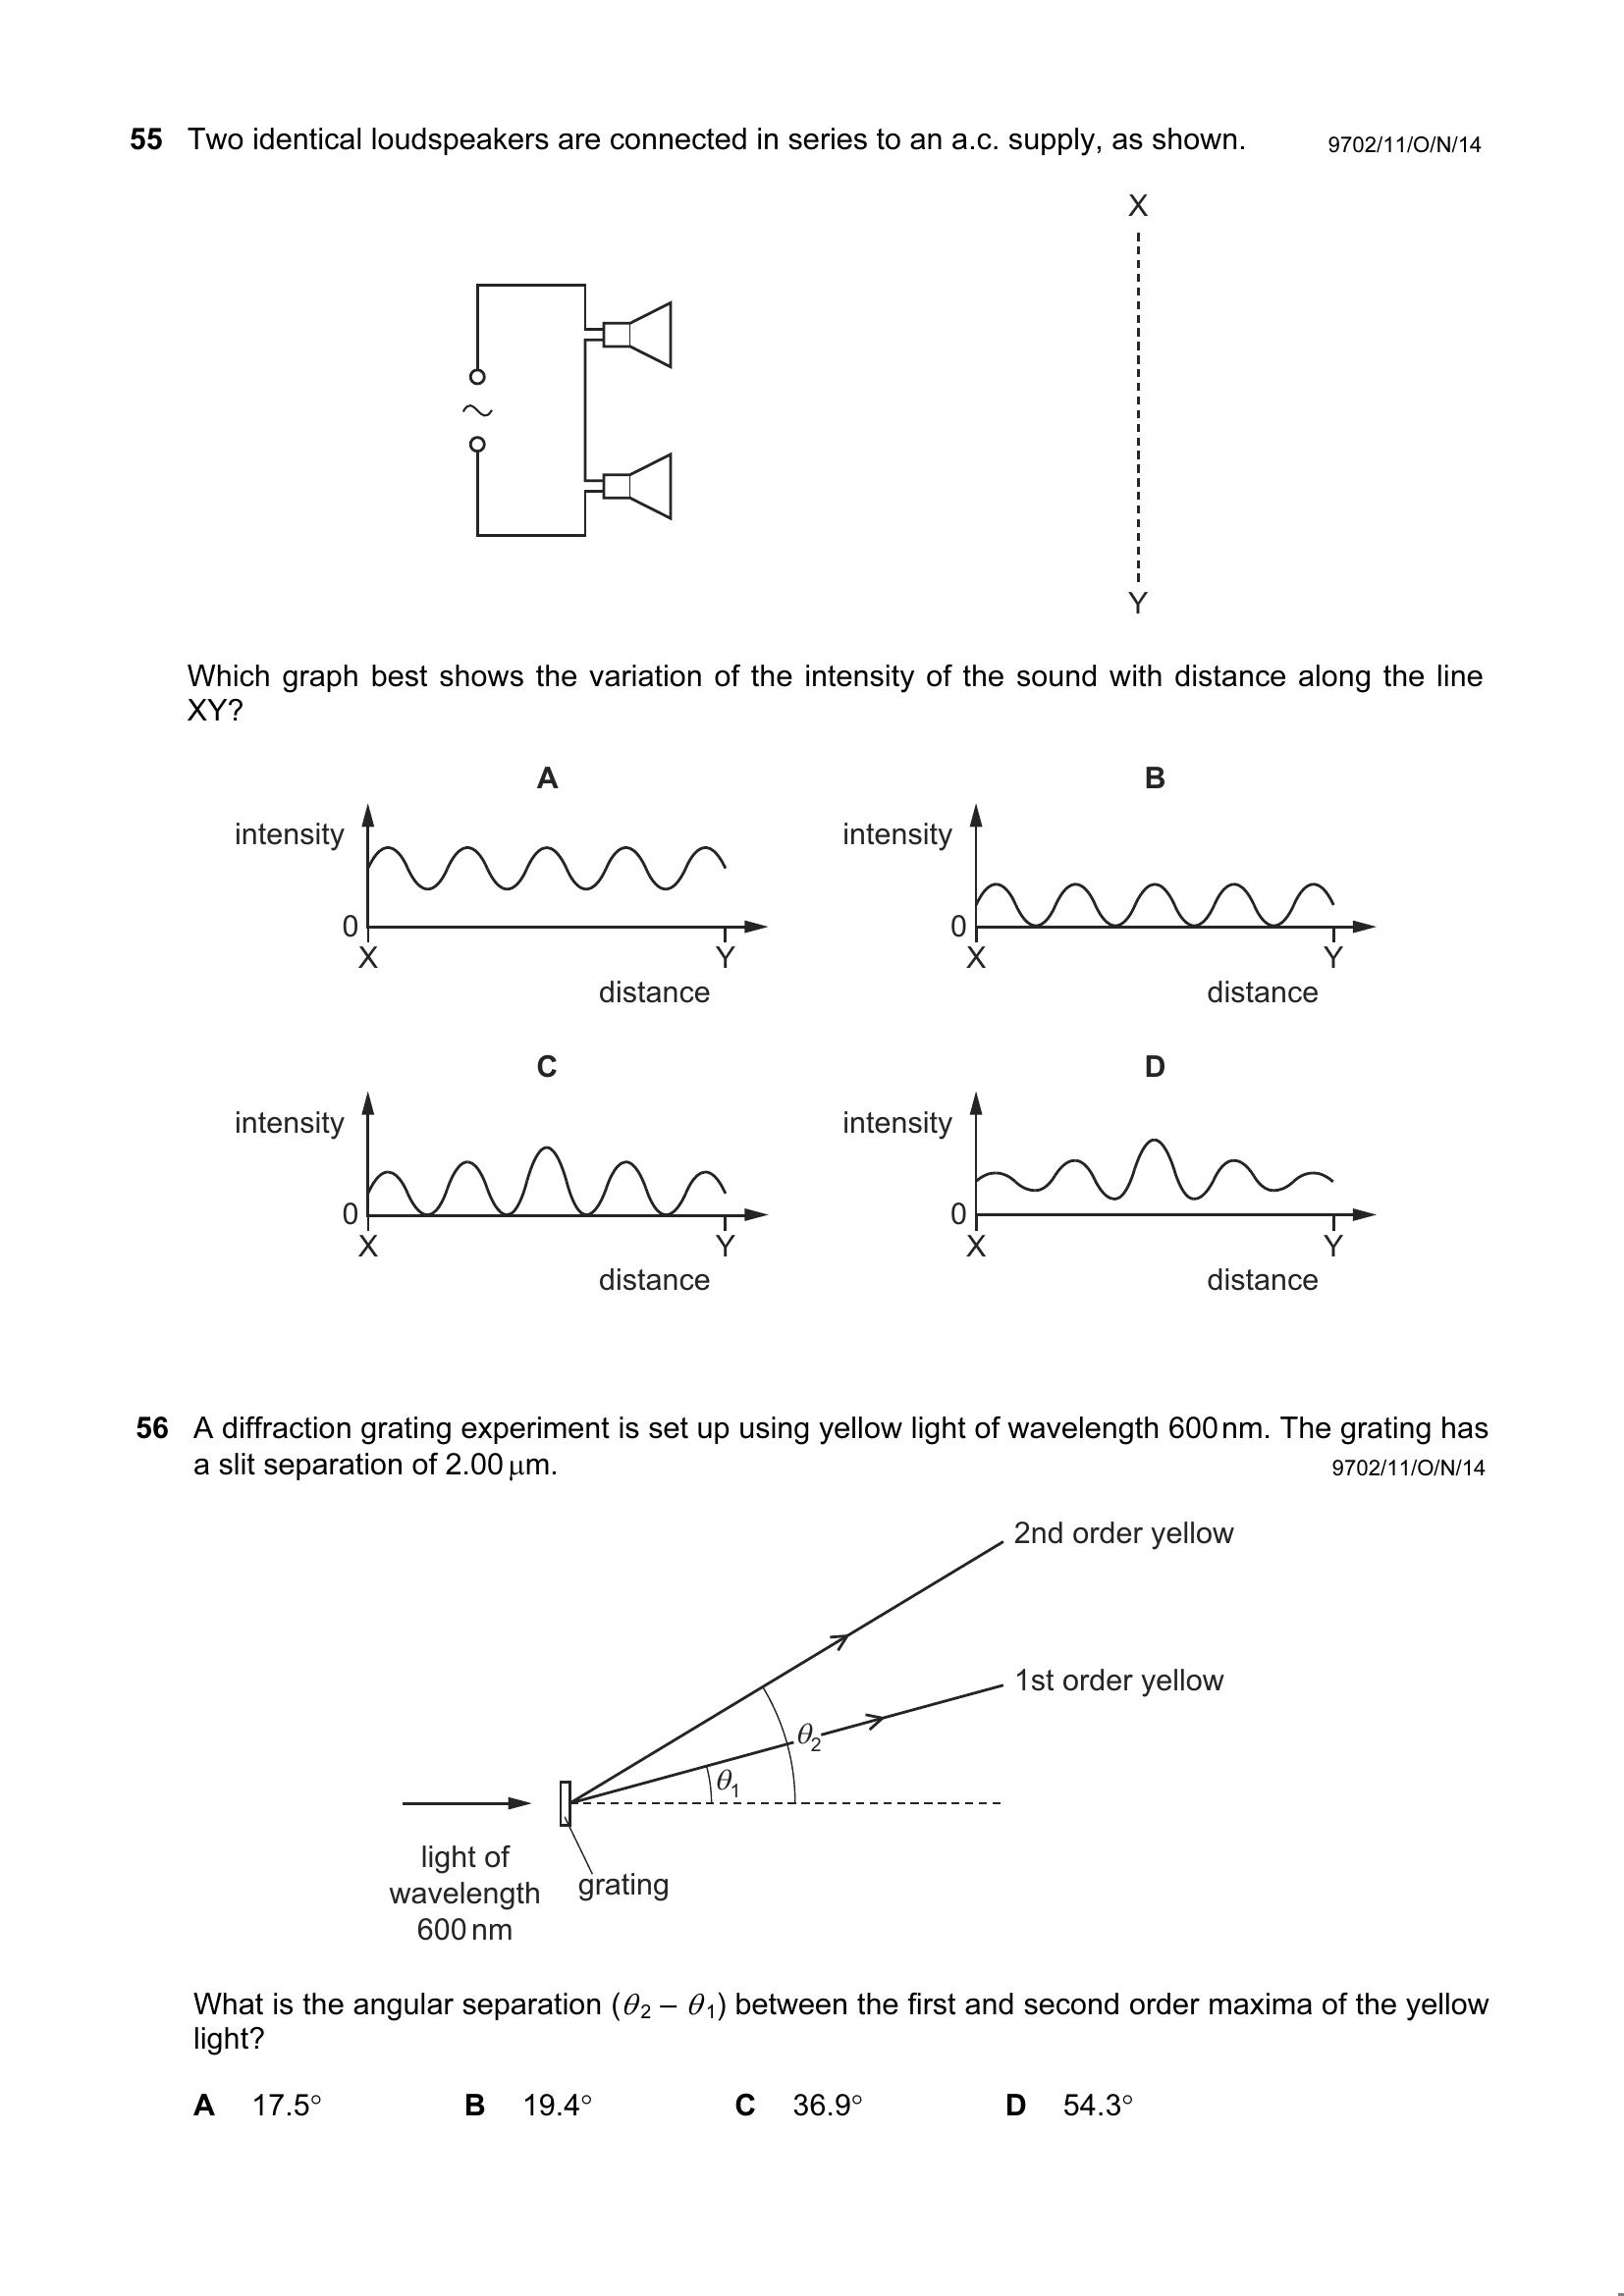 55 Two identical loudspeakers are connected in series to an a.c. supply, as shown. 9702/11/O/N/14
X
~
Y
Which graph best shows the variation of the intensity of the sound with distance along the line
XY?
A B
intensity intensity
0 0
X Y X Y
distance distance
C D
intensity intensity
0 0
X Y X Y
distance distance
56 A diffraction grating experiment is set up using yellow light of wavelength 600 nm. The grating has
a slit separation of 2.00 μm. 9702/11/O/N/14
2nd order yellow
1st order yellow
θ₂
θ₁
light of
wavelength
600 nm
grating
What is the angular separation (θ₂ – θ₁) between the first and second order maxima of the yellow
light?
A 17.5° B 19.4° C 36.9° D 54.3°